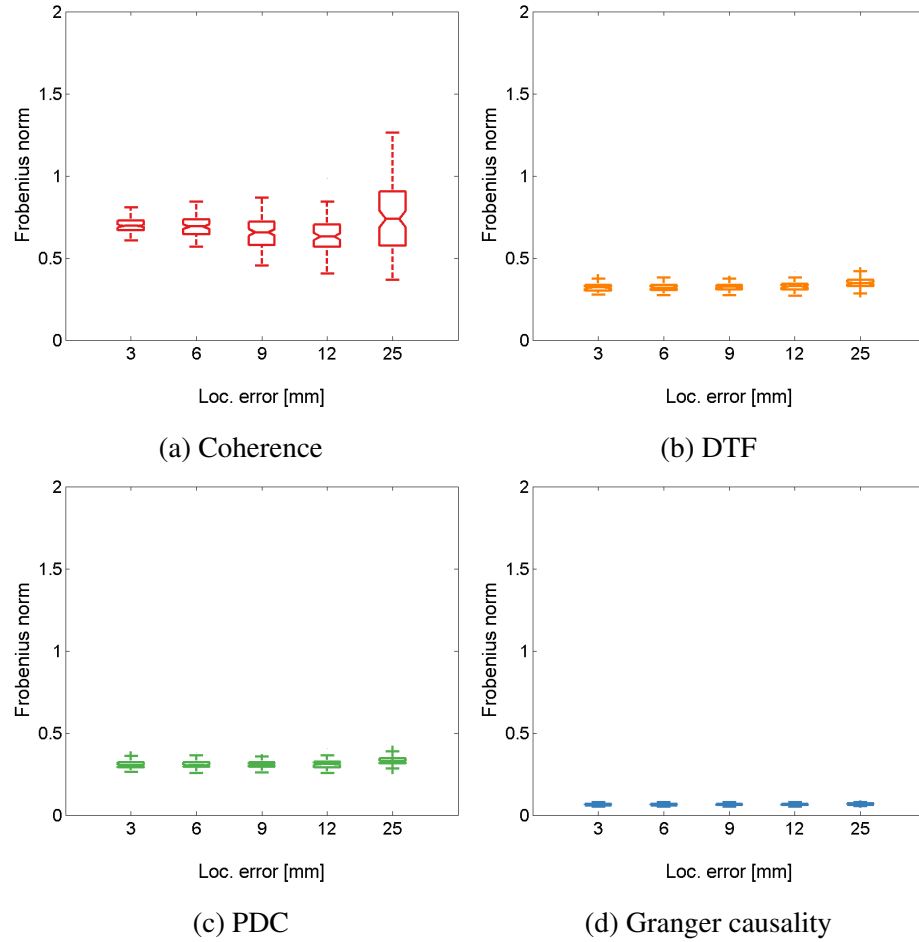 2
1.5
1
0.5
0
Frobenius norm
3 6 9 12 25
Loc. error [mm]
(a) Coherence
2
1.5
1
0.5
0
Frobenius norm
3 6 9 12 25
Loc. error [mm]
(b) DTF
2
1.5
1
0.5
0
Frobenius norm
3 6 9 12 25
Loc. error [mm]
(c) PDC
2
1.5
1
0.5
0
Frobenius norm
3 6 9 12 25
Loc. error [mm]
(d) Granger causality